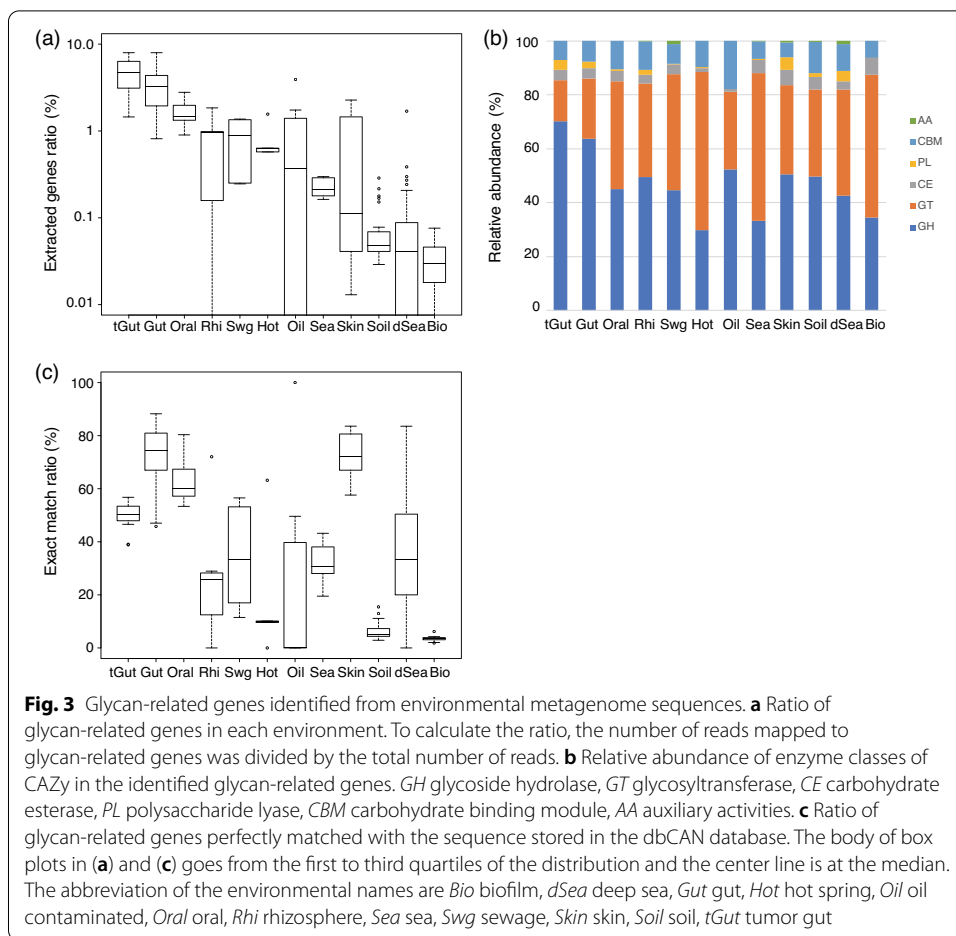 (a)
Extracted genes ratio (%)
10.0
1
0.1
0.01
tGut Gut Oral Rhi Swg Hot Oil Sea Skin Soil dSea Bio
(b)
Relative abundance (%)
100
80
60
40
20
0
tGut Gut Oral Rhi Swg Hot Oil Sea Skin Soil dSea Bio
AA
CBM
PL
CE
GT
GH
(c)
Exact match ratio (%)
100
80
60
40
20
0
tGut Gut Oral Rhi Swg Hot Oil Sea Skin Soil dSea Bio
Fig. 3 Glycan-related genes identified from environmental metagenome sequences. a Ratio of
glycan-related genes in each environment. To calculate the ratio, the number of reads mapped to
glycan-related genes was divided by the total number of reads. b Relative abundance of enzyme classes of
CAZy in the identified glycan-related genes. GH glycoside hydrolase, GT glycosyltransferase, CE carbohydrate
esterase, PL polysaccharide lyase, CBM carbohydrate binding module, AA auxiliary activities. c Ratio of
glycan-related genes perfectly matched with the sequence stored in the dbCAN database. The body of box
plots in (a) and (c) goes from the first to third quartiles of the distribution and the center line is at the median.
The abbreviation of the environmental names are Bio biofilm, dSea deep sea, Gut gut, Hot hot spring, Oil oil
contaminated, Oral oral, Rhi rhizosphere, Sea sea, Swg sewage, Skin skin, Soil soil, tGut tumor gut